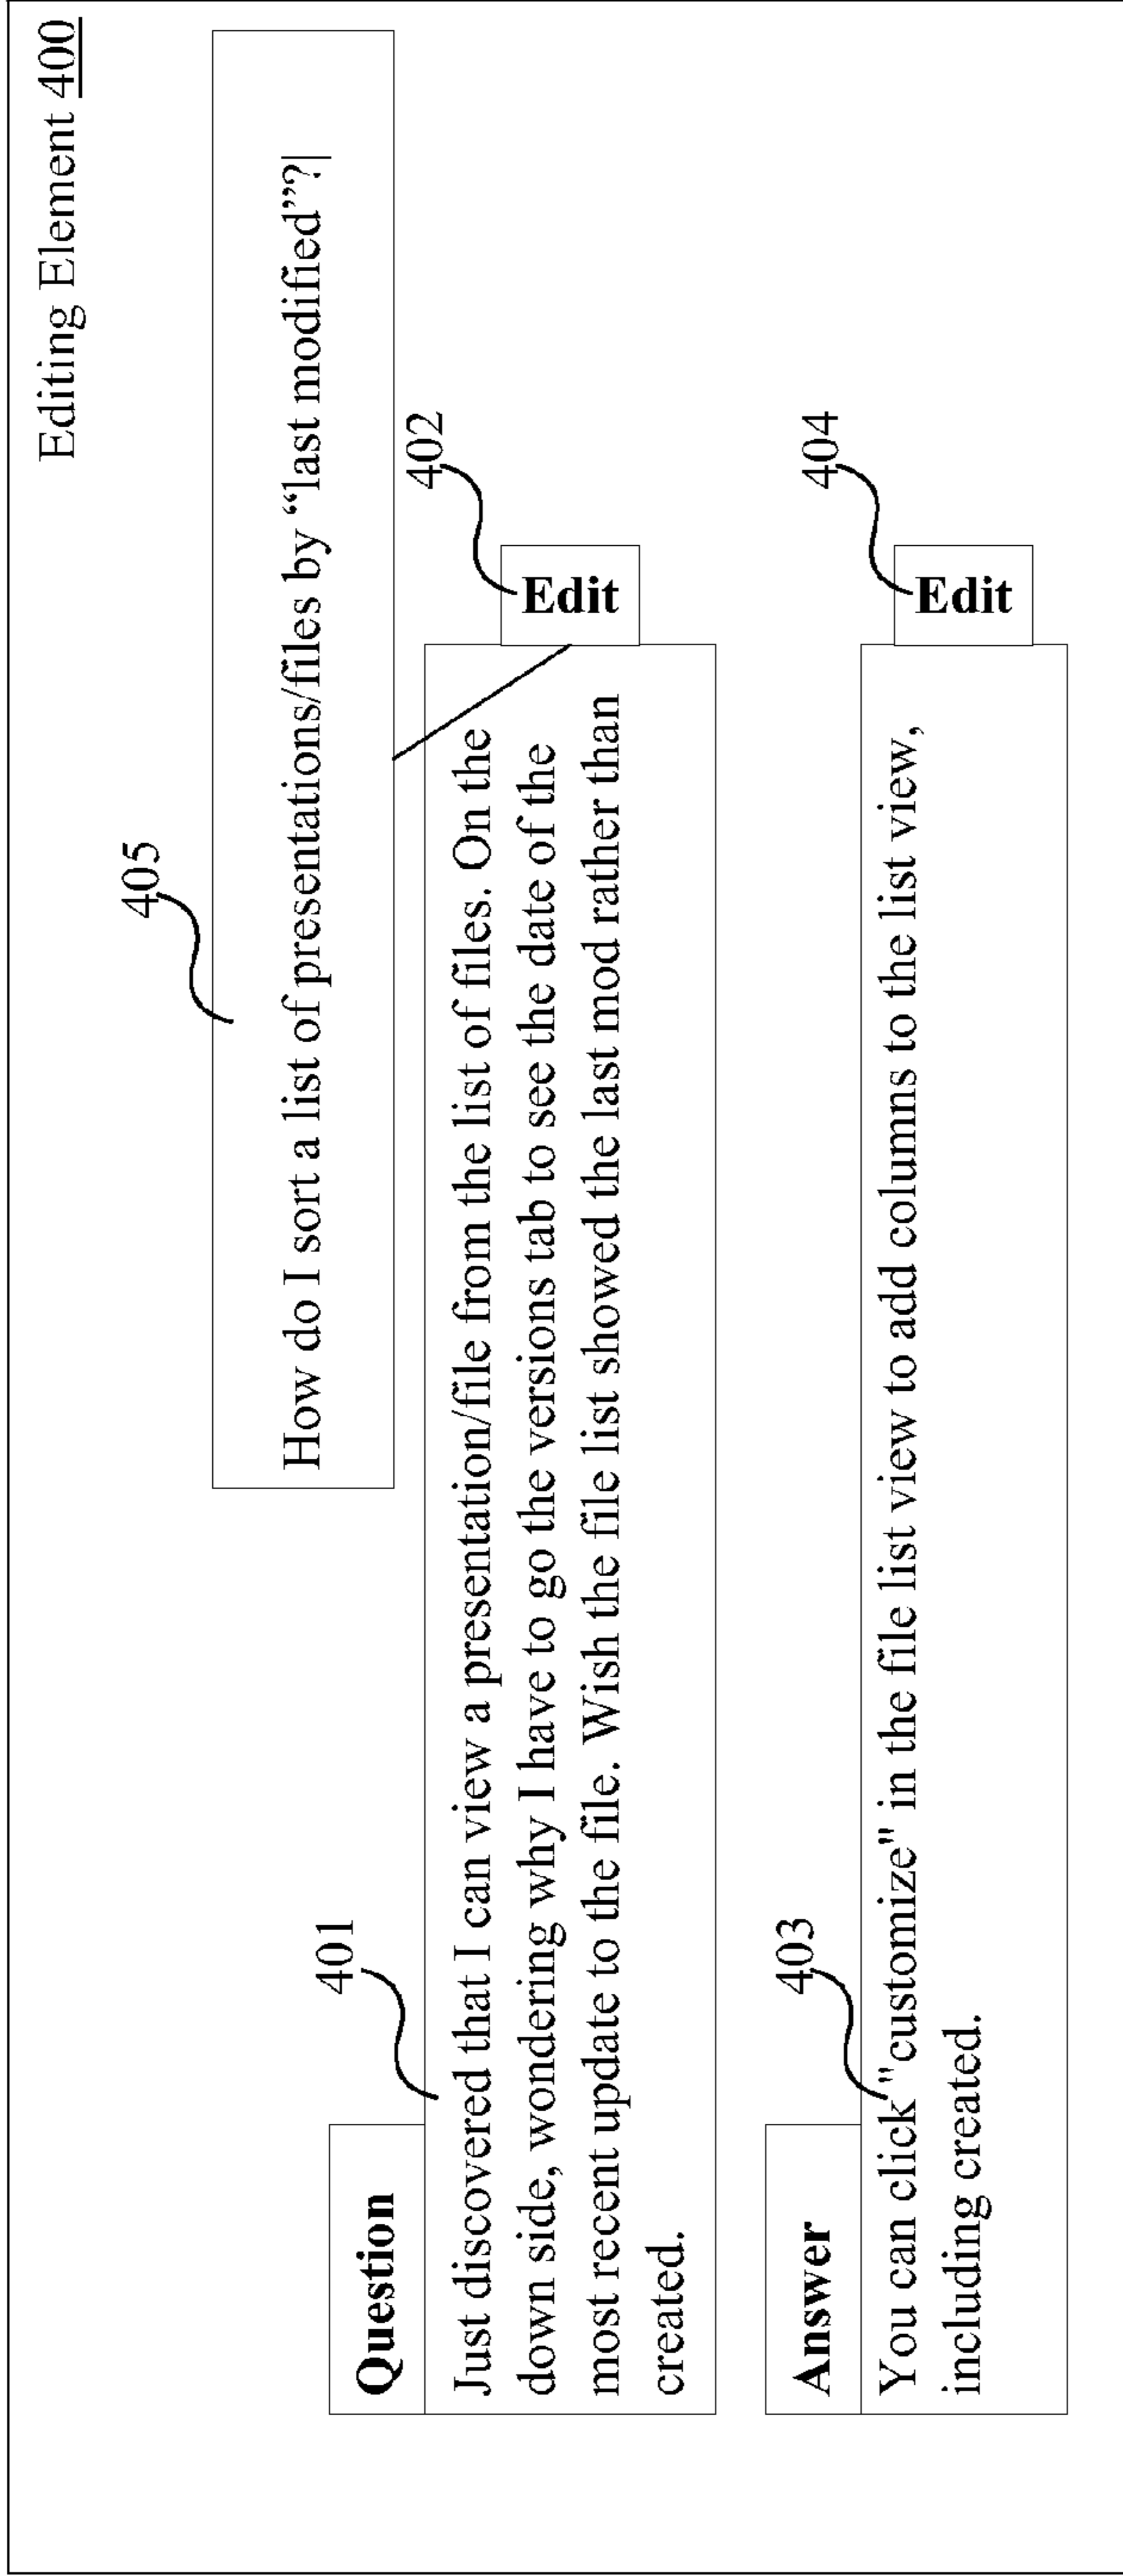 Editing Element 400
405
How do I sort a list of presentations/files by “last modified”?|
401
402
Question
Just discovered that I can view a presentation/file from the list of files. On the
down side, wondering why I have to go the versions tab to see the date of the
most recent update to the file. Wish the file list showed the last mod rather than
created.
Edit
403
404
Answer
You can click "customize" in the file list view to add columns to the list view,
including created.
Edit